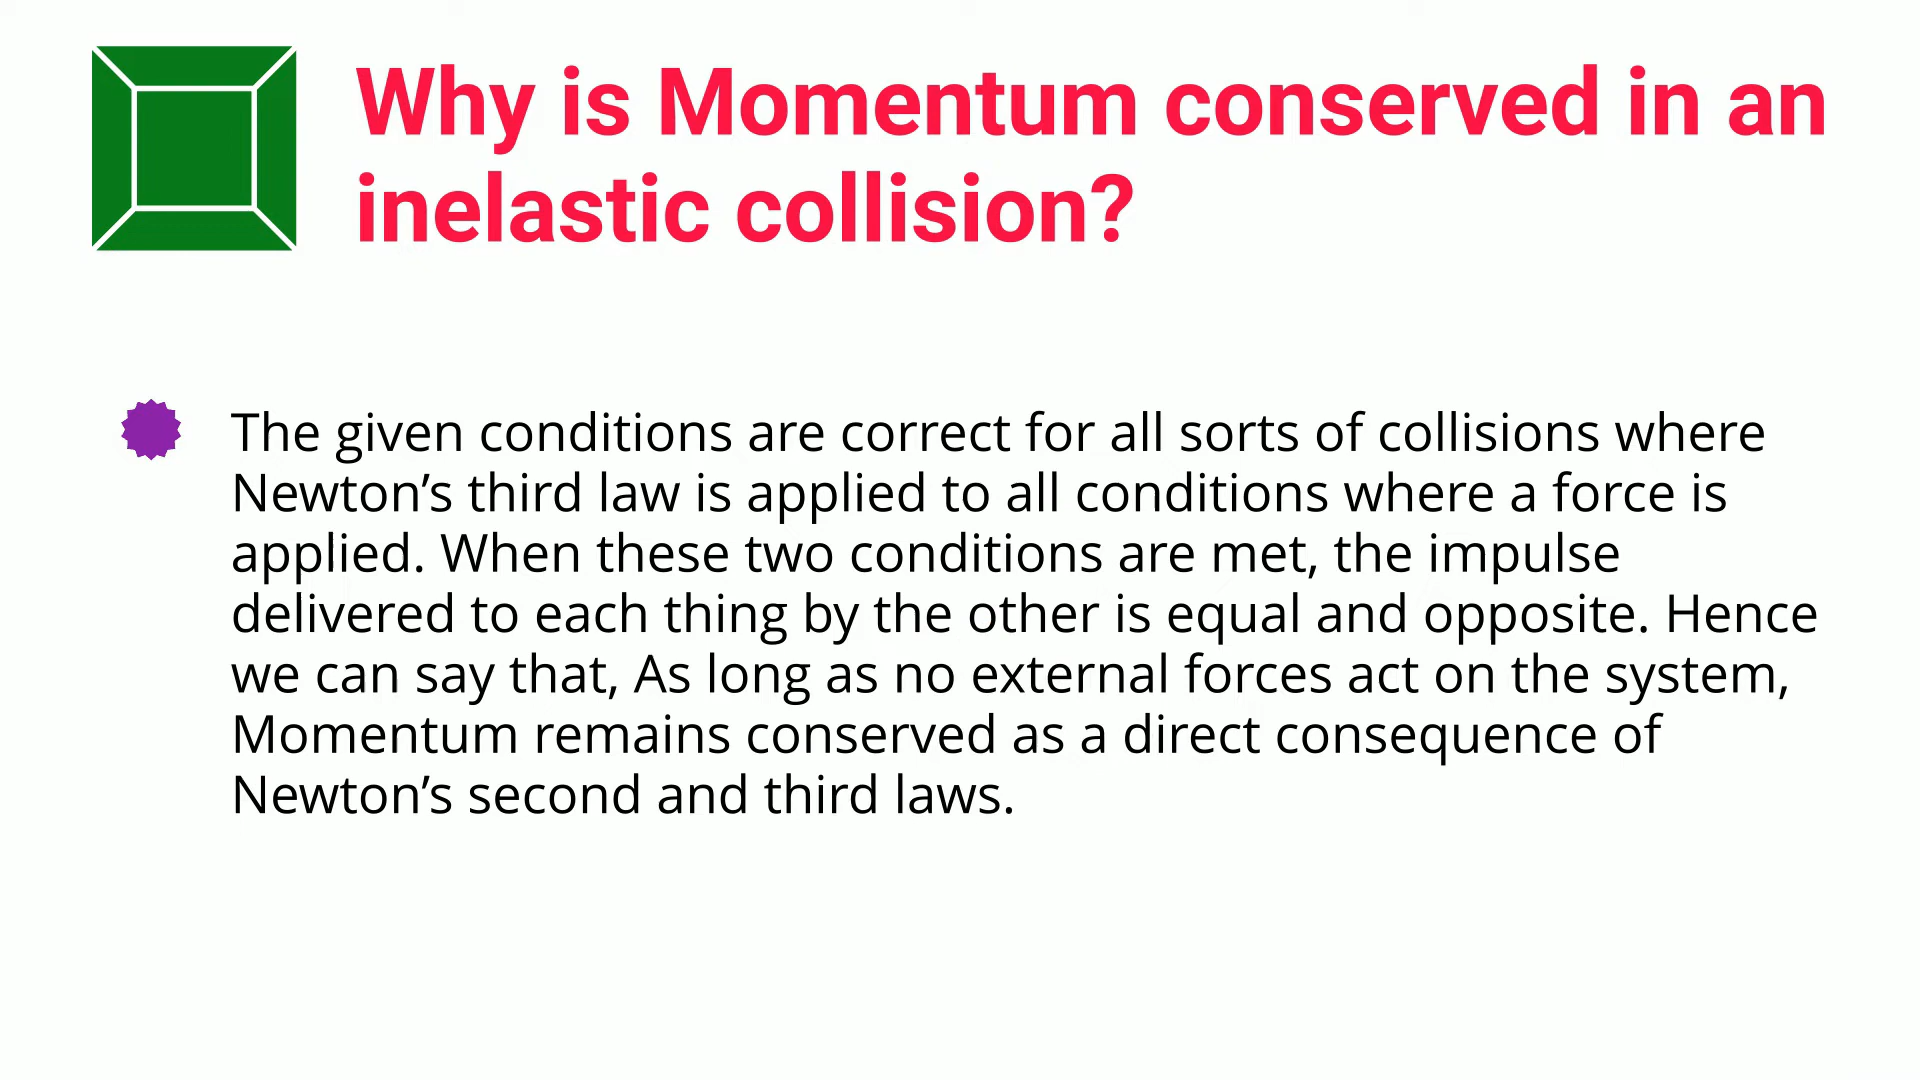 Why is Momentum conserved in an
inelastic collision?
The given conditions are correct for all sorts of collisions where
Newton’s third law is applied to all conditions where a force is
applied. When these two conditions are met, the impulse
delivered to each thing by the other is equal and opposite. Hence
we can say that, As long as no external forces act on the system,
Momentum remains conserved as a direct consequence of
Newton’s second and third laws.